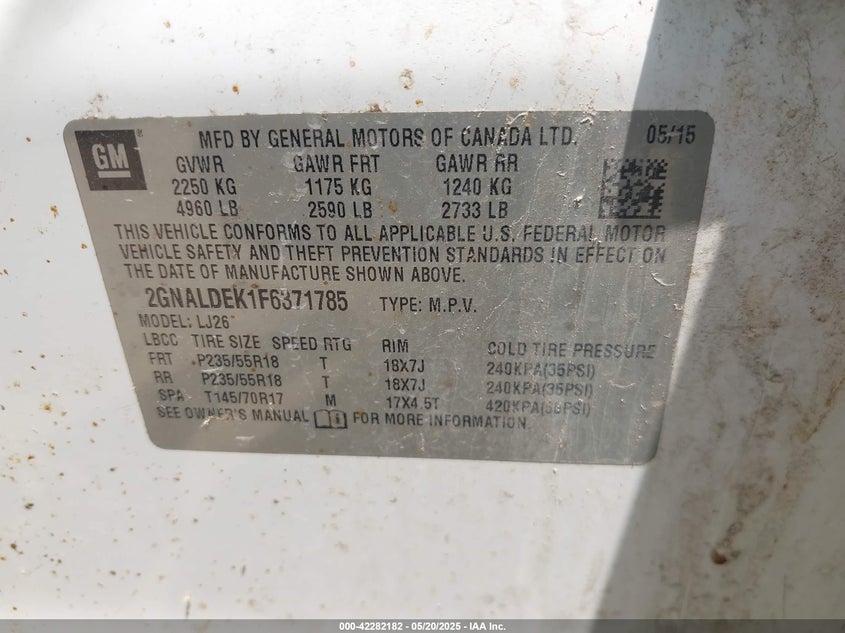 GM ® MFD BY GENERAL MOTORS OF CANADA LTD. 05/15
GVWR GAWR FRT GAWR RR
2250 KG 1175 KG 1240 KG
4960 LB 2590 LB 2733 LB
THIS VEHICLE CONFORMS TO ALL APPLICABLE U.S. FEDERAL MOTOR
VEHICLE SAFETY AND THEFT PREVENTION STANDARDS IN EFFECT ON
THE DATE OF MANUFACTURE SHOWN ABOVE.
2GNALDEK1F6371785 TYPE: M.P.V.
MODEL: LJ26
LBCC TIRE SIZE SPEED RTG RIM COLD TIRE PRESSURE
FRT P235/55R18 T 18X7J 240KPA(35PSI)
RR P235/55R18 T 18X7J 240KPA(35PSI)
SPA T145/70R17 M 17X4.5T 420KPA(60PSI)
SEE OWNER'S MANUAL FOR MORE INFORMATION.
000-42282182 - 05/20/2025 - IAA Inc.